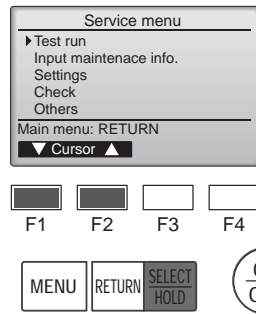 Service menu
Test run
Input maintenace info.
Settings
Check
Others
Main menu: RETURN
Cursor
F1 F2 F3 F4
MENU RETURN SELECT
HOLD